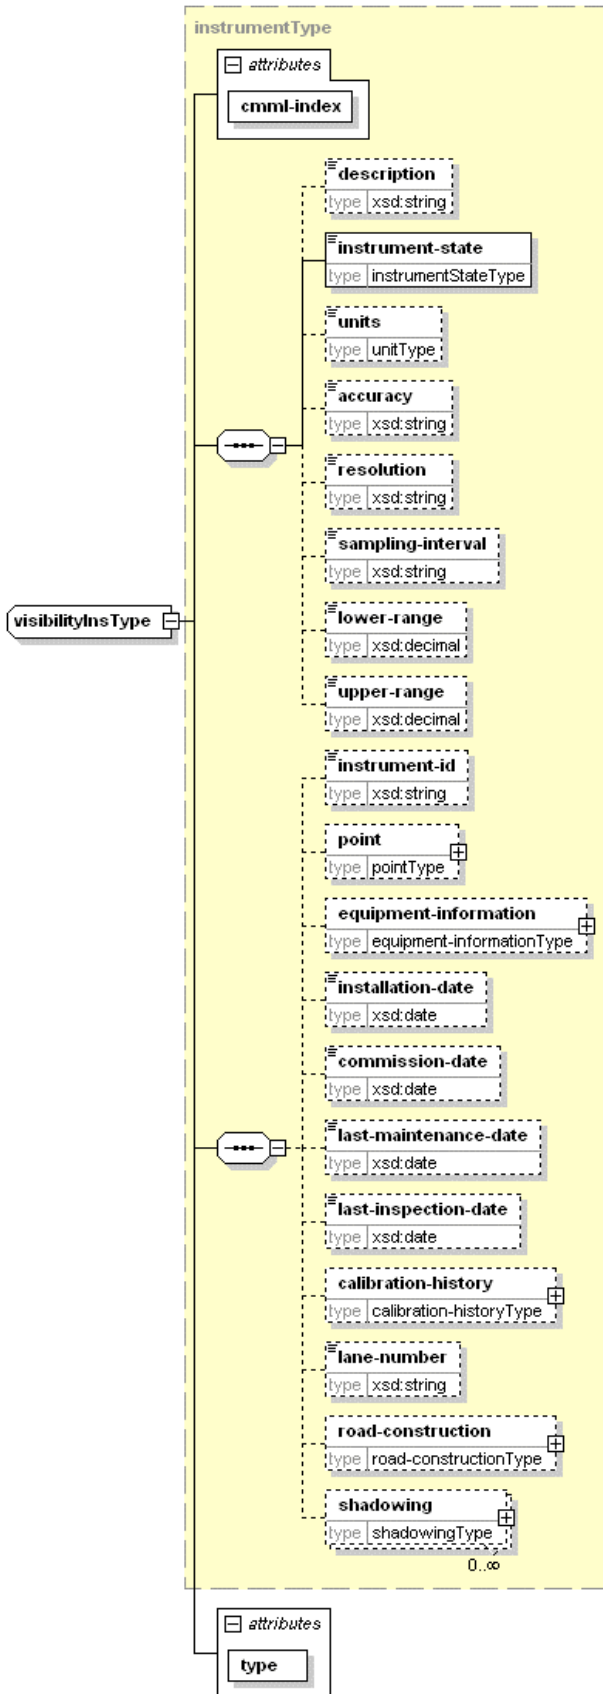 instrumentType
attributes
cmml-index
description
type xsd:string
instrument-state
type instrumentStateType
units
type unitType
accuracy
type xsd:string
resolution
type xsd:string
sampling-interval
type xsd:string
visibilityInsType
lower-range
type xsd:decimal
upper-range
type xsd:decimal
instrument-id
type xsd:string
point
type pointType
equipment-information
type equipment-informationType
installation-date
type xsd:date
commission-date
type xsd:date
last-maintenance-date
type xsd:date
last-inspection-date
type xsd:date
calibration-history
type calibration-historyType
lane-number
type xsd:string
road-construction
type road-constructionType
shadowing
type shadowingType
0..∞
attributes
type